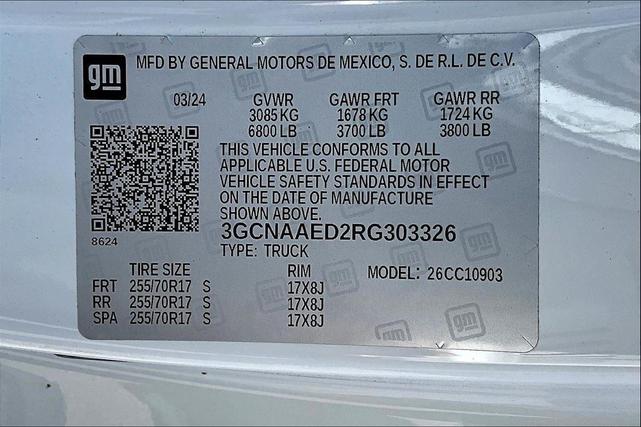 gm MFD BY GENERAL MOTORS DE MEXICO, S. DE R.L. DE C.V.
03/24 GVWR GAWR FRT GAWR RR
3085 KG 1678 KG 1724 KG
6800 LB 3700 LB 3800 LB
THIS VEHICLE CONFORMS TO ALL
APPLICABLE U.S. FEDERAL MOTOR
VEHICLE SAFETY STANDARDS IN EFFECT
ON THE DATE OF MANUFACTURE
SHOWN ABOVE.
8624
3GCNAAED2RG303326
TYPE: TRUCK
TIRE SIZE RIM MODEL: 26CC10903
FRT 255/70R17 S 17X8J
RR 255/70R17 S 17X8J
SPA 255/70R17 S 17X8J